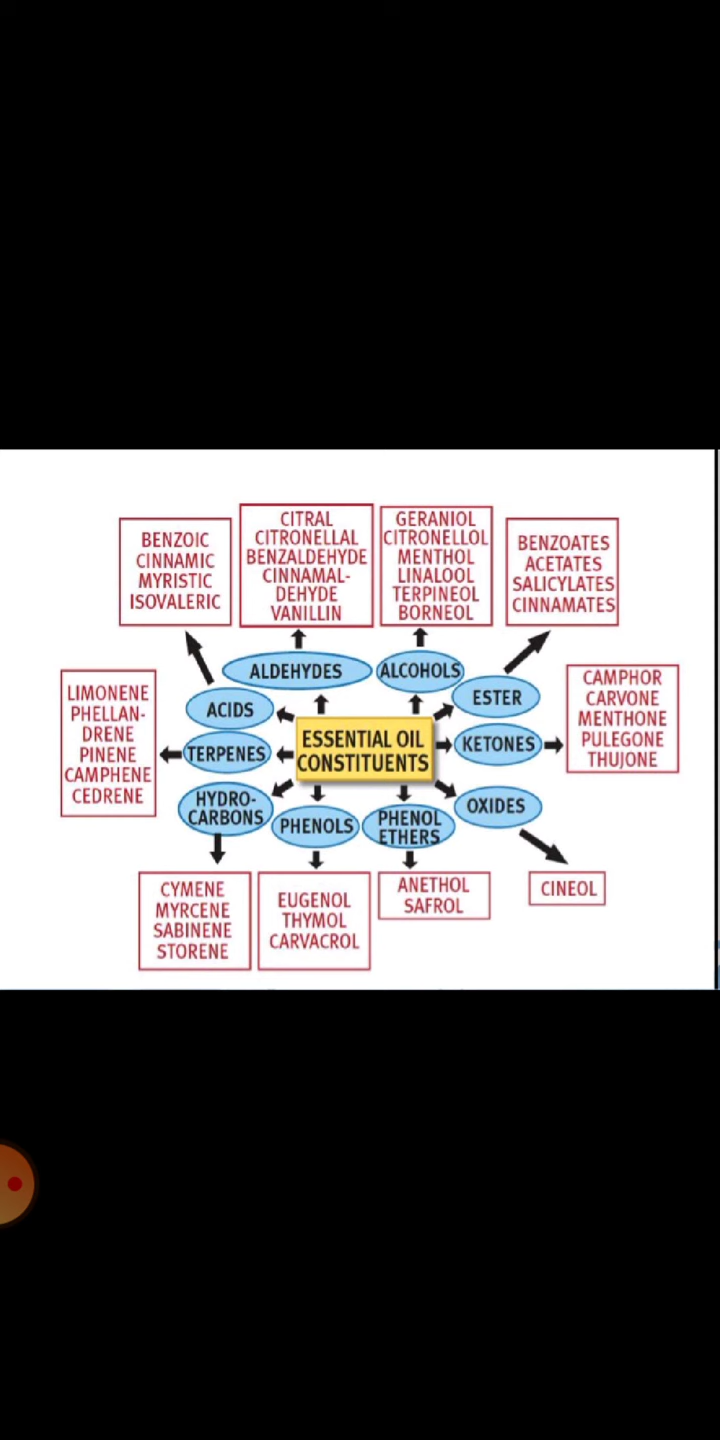 BENZOIC
CINNAMIC
MYRISTIC
ISOVALERIC
CITRAL
CITRONELLAL
BENZALDEHYDE
CINNAMAL-
DEHYDE
VANILLIN
GERANIOL
CITRONELLOL
MENTHOL
LINALOOL
TERPINEOL
BORNEOL
BENZOATES
ACETATES
SALICYLATES
CINNAMATES
ALDEHYDES
ALCOHOLS
ACIDS
ESTER
LIMONENE
PHELLAN-
DRENE
PINENE
CAMPHENE
CEDRENE
TERPENES
ESSENTIAL OIL
CONSTITUENTS
KETONES
CAMPHOR
CARVONE
MENTHONE
PULEGONE
THUJONE
HYDRO-
CARBONS
PHENOLS
PHENOL
ETHERS
OXIDES
CYMENE
MYRCENE
SABINENE
STORENE
EUGENOL
THYMOL
CARVACROL
ANETHOL
SAFROL
CINEOL